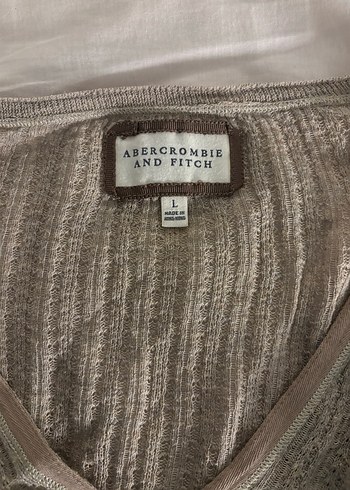 ABERCROMBIE
AND FITCH
L
MADE IN